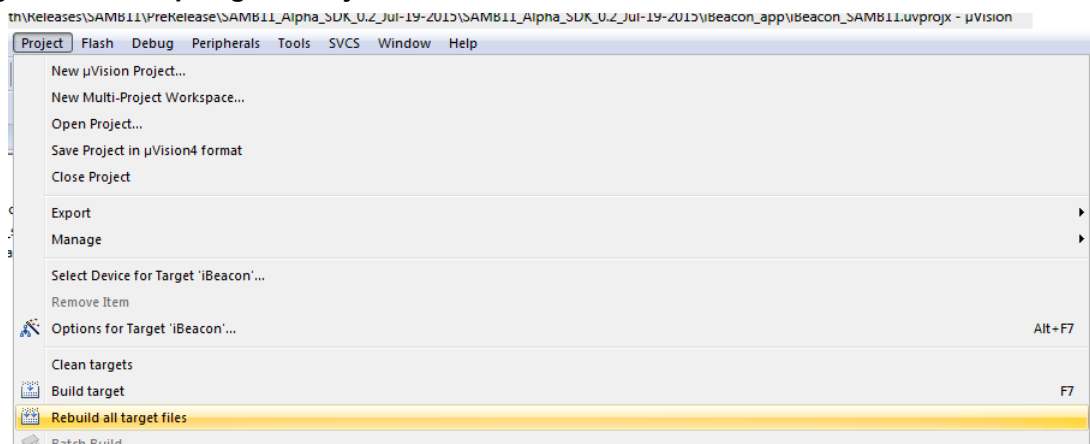 th\Releases\SAMB11\PreRelease\SAMB11_Alpha_SDK_0.2_Jul-19-2015\SAMB11_Alpha_SDK_0.2_Jul-19-2015\iBeacon_app\iBeacon_SAMB11.uvprojx - µVision
Project Flash Debug Peripherals Tools SVCS Window Help
New µVision Project...
New Multi-Project Workspace...
Open Project...
Save Project in µVision4 format
Close Project
Export
Manage
Select Device for Target 'iBeacon'...
Remove Item
Options for Target 'iBeacon'... Alt+F7
Clean targets
Build target F7
Rebuild all target files
Batch Build